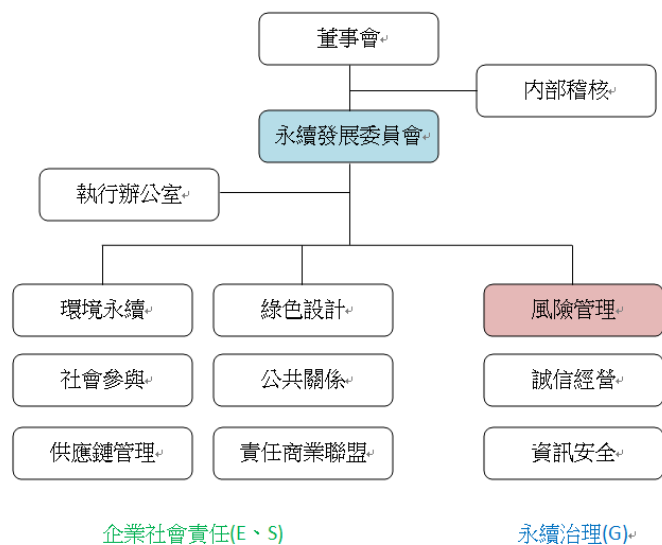 董事會
內部稽核
永續發展委員會
執行辦公室
環境永續
綠色設計
風險管理
社會參與
公共關係
誠信經營
供應鏈管理
責任商業聯盟
資訊安全
企業社會責任(E、S)
永續治理(G)